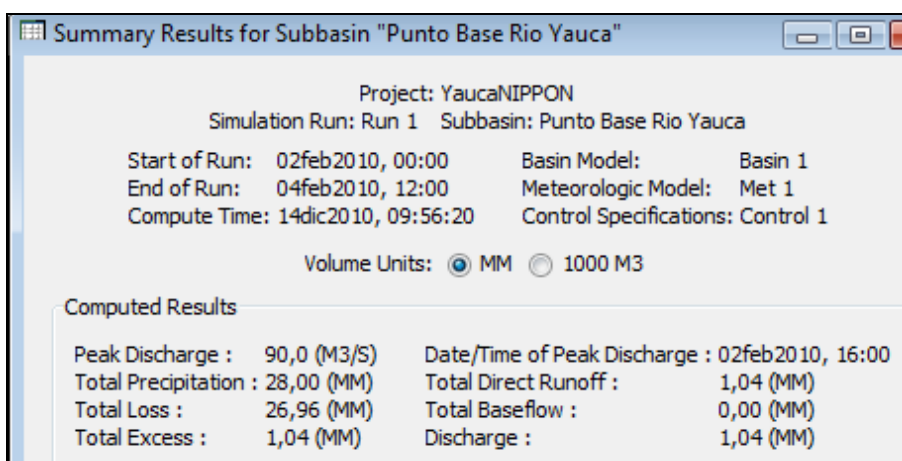 Summary Results for Subbasin "Punto Base Rio Yauca"
Project: YaucaNIPPON
Simulation Run: Run 1 Subbasin: Punto Base Rio Yauca
Start of Run: 02feb2010, 00:00 Basin Model: Basin 1
End of Run: 04feb2010, 12:00 Meteorologic Model: Met 1
Compute Time: 14dic2010, 09:56:20 Control Specifications: Control 1
Volume Units: MM 1000 M3
Computed Results
Peak Discharge : 90,0 (M3/S) Date/Time of Peak Discharge : 02feb2010, 16:00
Total Precipitation : 28,00 (MM) Total Direct Runoff : 1,04 (MM)
Total Loss : 26,96 (MM) Total Baseflow : 0,00 (MM)
Total Excess : 1,04 (MM) Discharge : 1,04 (MM)